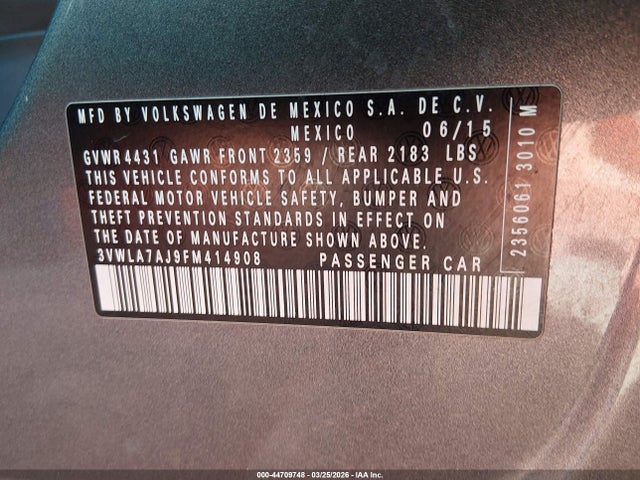 MFD BY VOLKSWAGEN DE MEXICO S.A. DE C.V.
MEXICO 06/15
GVWR 4431 GAWR FRONT 2359 / REAR 2183 LBS
THIS VEHICLE CONFORMS TO ALL APPLICABLE U.S.
FEDERAL MOTOR VEHICLE SAFETY, BUMPER AND
THEFT PREVENTION STANDARDS IN EFFECT ON
THE DATE OF MANUFACTURE SHOWN ABOVE.
3VWLA7AJ9FM414908 PASSENGER CAR
2356061 3010 M
000-44709748 - 03/25/2026 - IAA Inc.